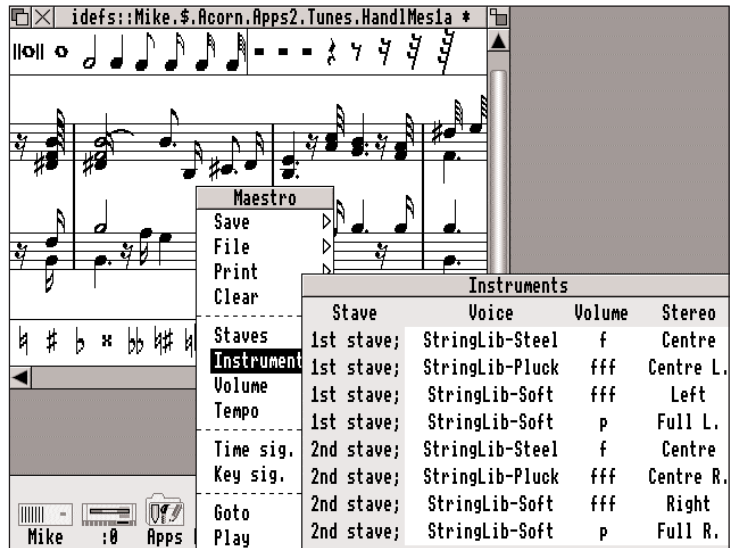 idefs::Mike.$.Acorn.Apps2.Tunes.HandlMes1a *
Maestro
Save
File
Print
Clear
Staves
Instrument
Volume
Tempo
Time sig.
Key sig.
Goto
Play
Instruments
Stave Voice Volume Stereo
1st stave; StringLib-Steel f Centre
1st stave; StringLib-Pluck fff Centre L.
1st stave; StringLib-Soft fff Left
1st stave; StringLib-Soft p Full L.
2nd stave; StringLib-Steel f Centre
2nd stave; StringLib-Pluck fff Centre R.
2nd stave; StringLib-Soft fff Right
2nd stave; StringLib-Soft p Full R.
Mike :0 Apps